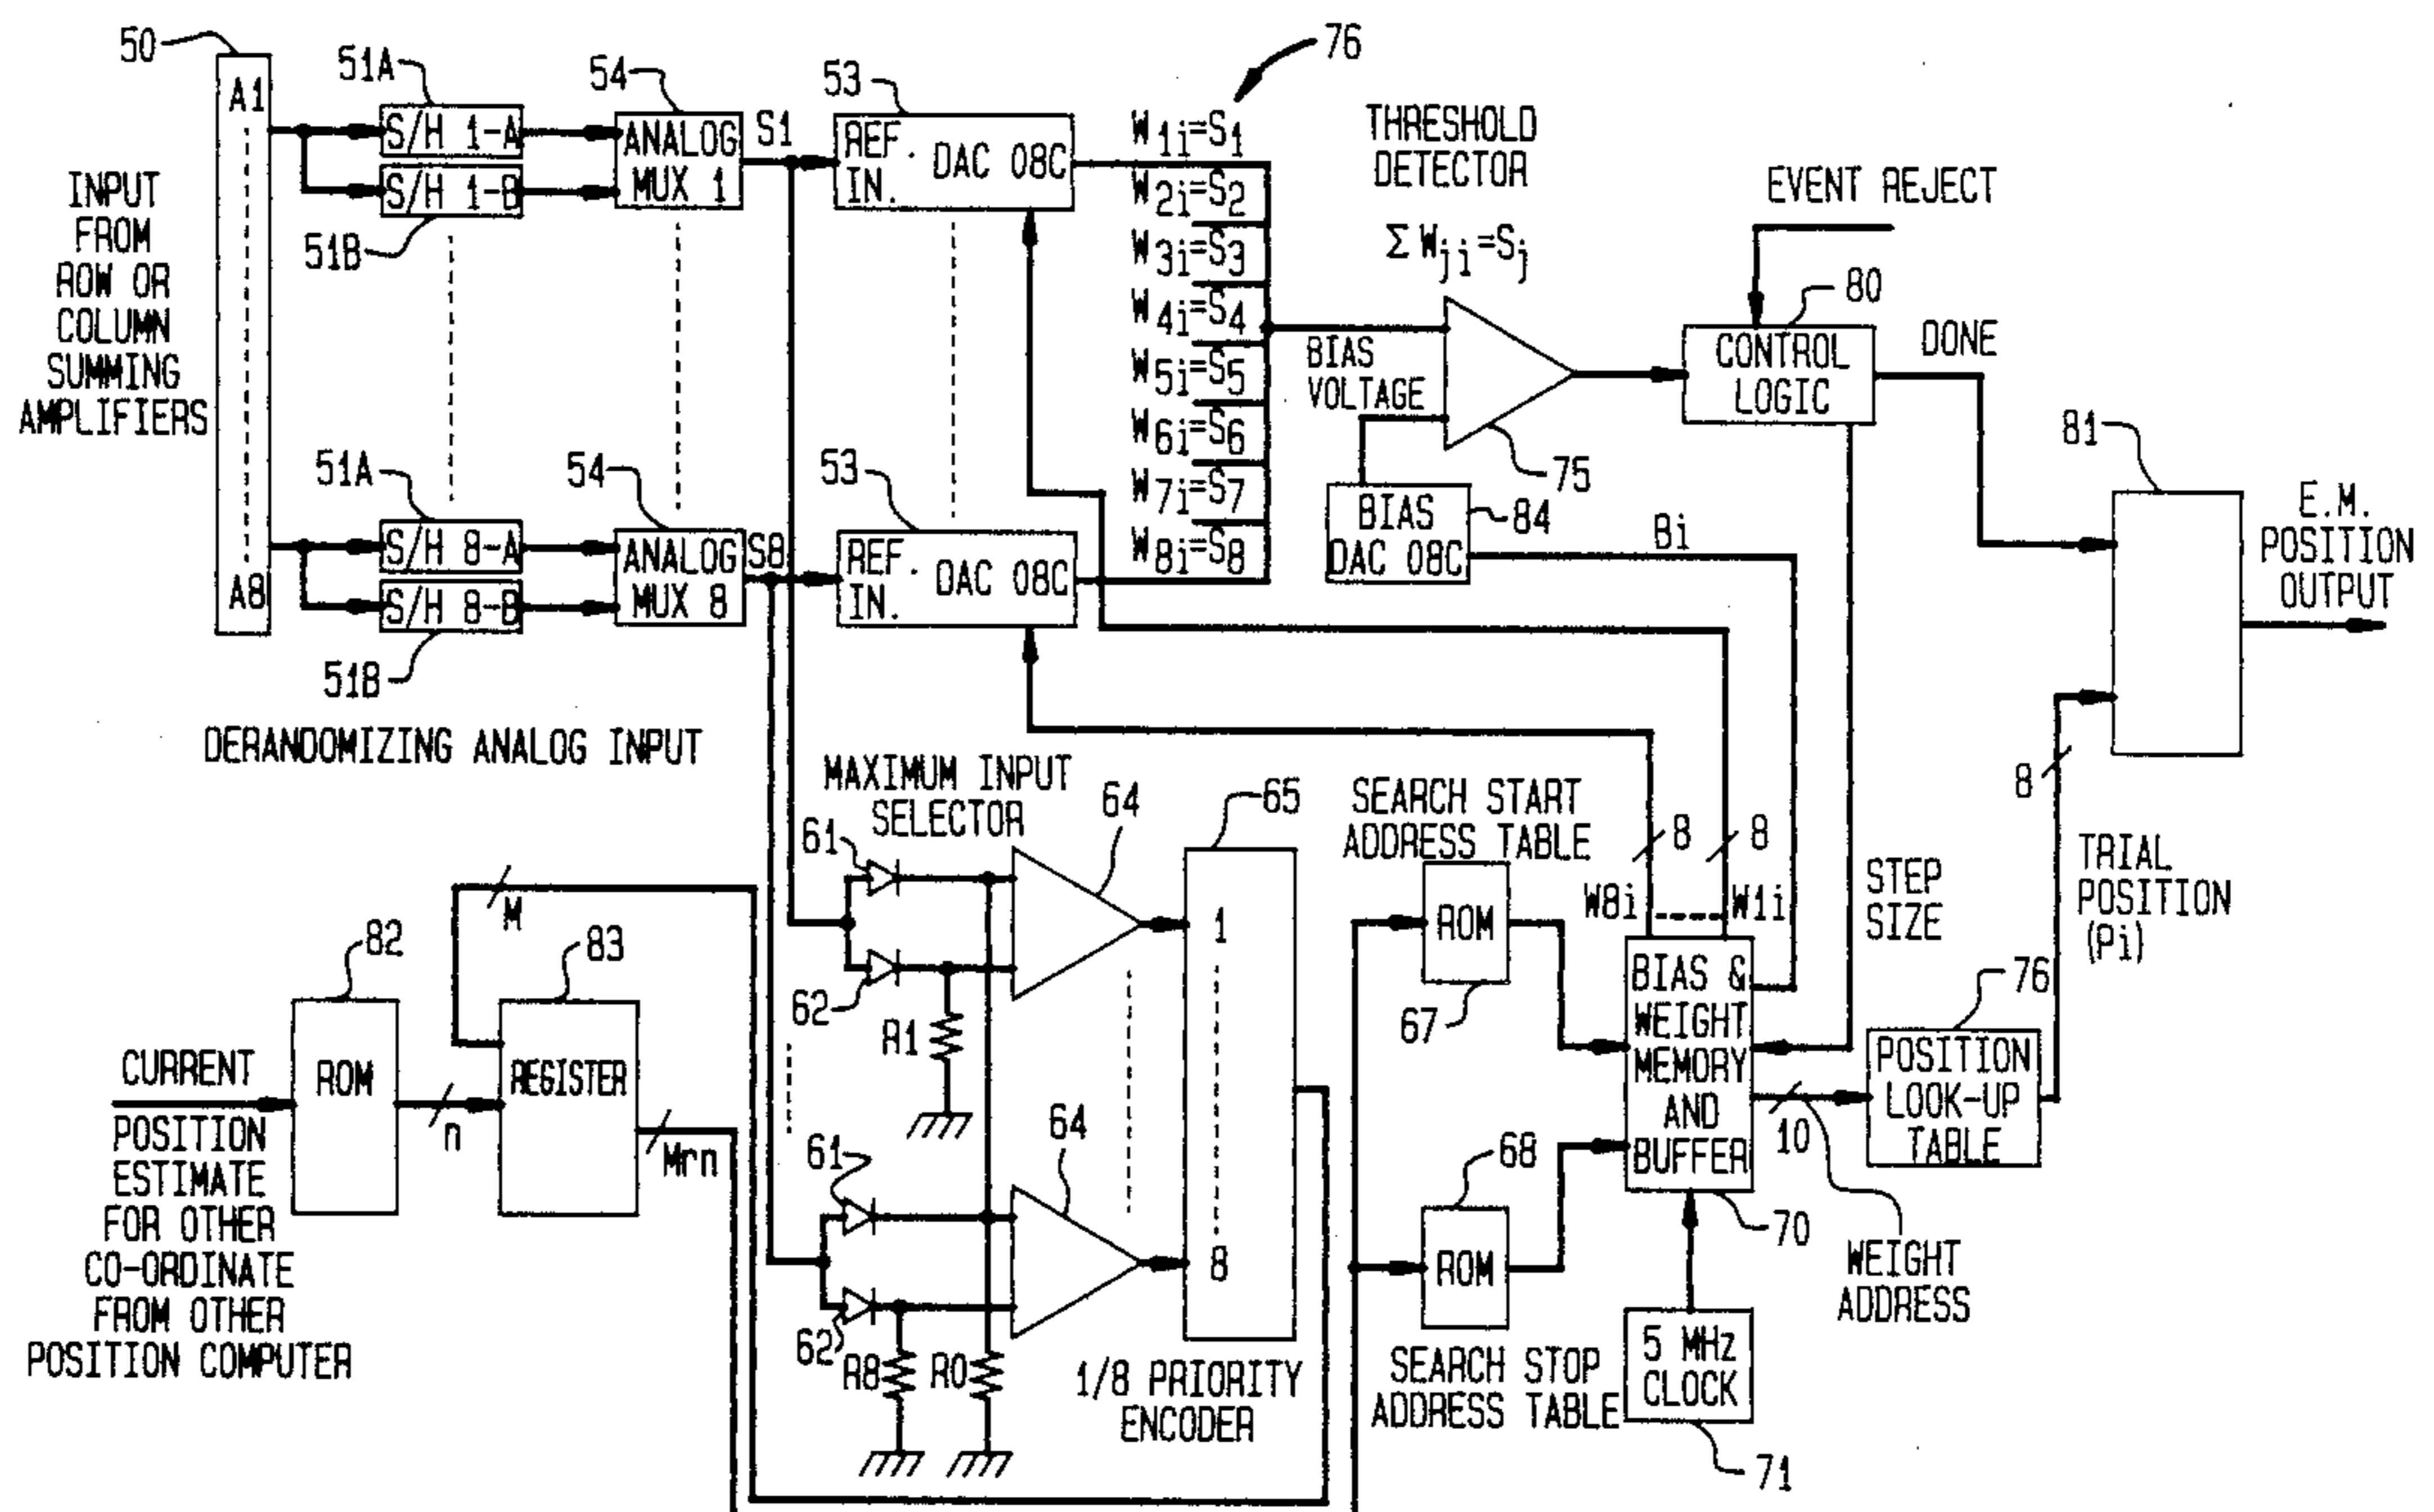 50
A1
A8
INPUT
FROM
ROW OR
COLUMN
SUMMING
AMPLIFIERS
51A
S/H 1-A
S/H 1-B
51B
54
ANALOG
MUX 1
S1
53
REF.
IN.
DAC 08C
76
W1i=S1
W2i=S2
W3i=S3
W4i=S4
W5i=S5
W6i=S6
W7i=S7
W8i=S8
THRESHOLD
DETECTOR
Σ Wji=Sj
BIAS
VOLTAGE
75
BIAS
DAC 08C
84
Bi
EVENT REJECT
80
CONTROL
LOGIC
DONE
81
E.M.
POSITION
OUTPUT
51A
S/H 8-A
S/H 8-B
51B
54
ANALOG
MUX 8
S8
53
REF.
IN.
DAC 08C
DERANDOMIZING ANALOG INPUT
MAXIMUM INPUT
SELECTOR
61
62
R1
64
65
1
8
61
62
R8
R0
64
1/8 PRIORITY
ENCODER
M
82
ROM
83
REGISTER
n
Mrn
CURRENT
POSITION
ESTIMATE
FOR OTHER
CO-ORDINATE
FROM OTHER
POSITION COMPUTER
SEARCH START
ADDRESS TABLE
ROM
67
68
ROM
SEARCH STOP
ADDRESS TABLE
8
8
W8i
W1i
BIAS &
WEIGHT
MEMORY
AND
BUFFER
70
5 MHz
CLOCK
71
STEP
SIZE
10
WEIGHT
ADDRESS
76
POSITION
LOOK-UP
TABLE
8
TRIAL
POSITION
(Pi)